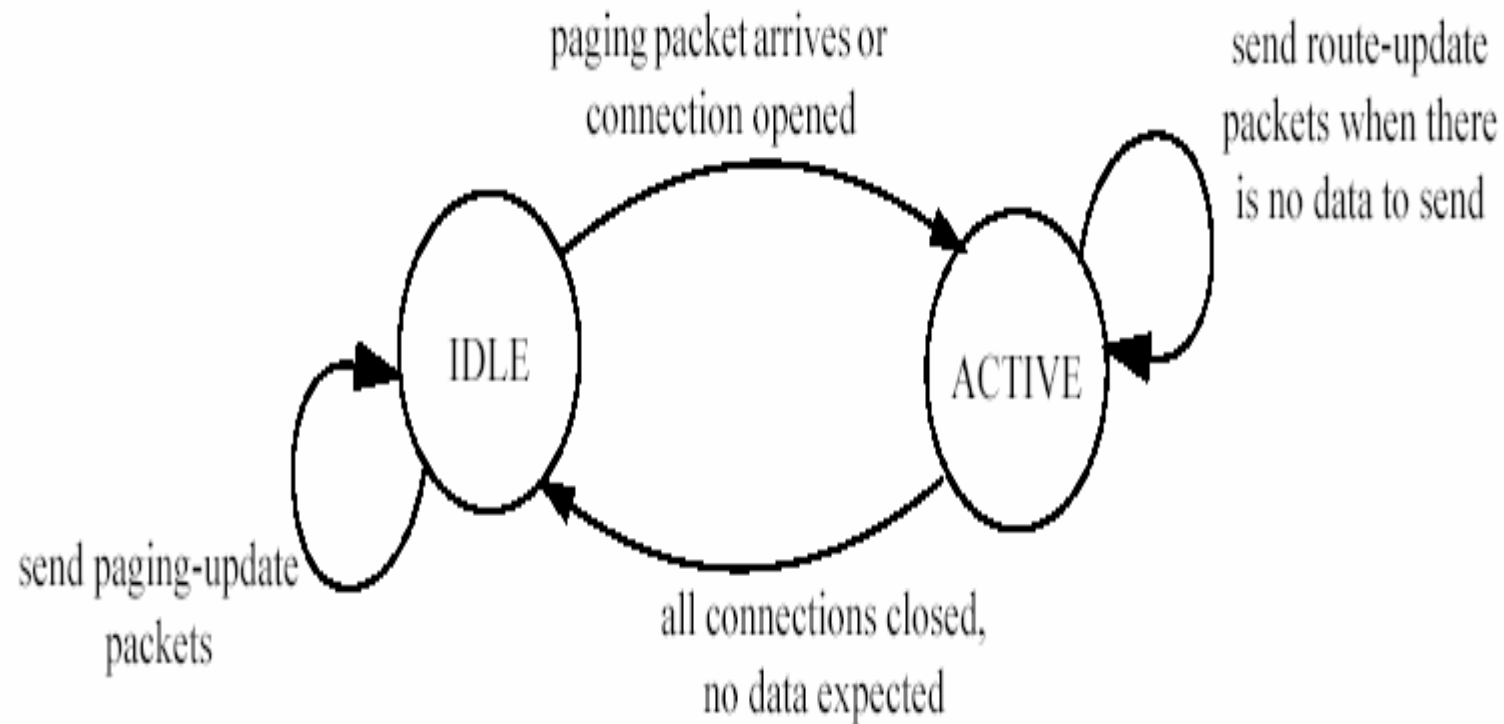 paging packet arrives or
connection opened
send route-update
packets when there
is no data to send
IDLE
ACTIVE
send paging-update
packets
all connections closed,
no data expected